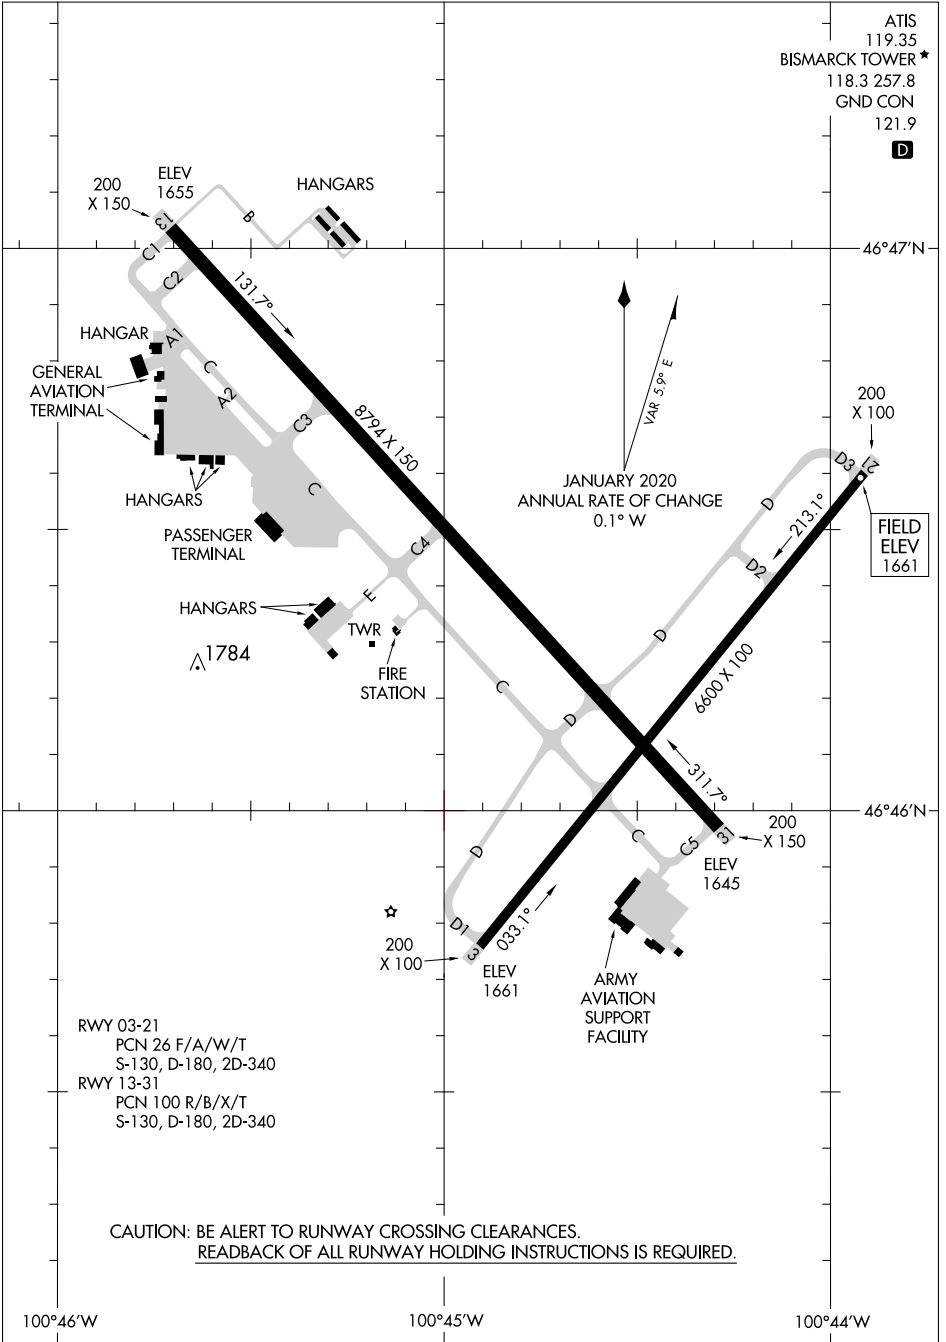 ATIS
119.35
BISMARCK TOWER
118.3 257.8
GND CON
121.9
D
ELEV
1655
200
X 150
HANGARS
13
B
C1
C2
46°47'N
131.7°
HANGAR
A1
C
A2
GENERAL
AVIATION
TERMINAL
VAR 5.9° E
200
X 100
C3
8794 X 150
D3
21
HANGARS
C
JANUARY 2020
ANNUAL RATE OF CHANGE
0.1° W
D
213.1°
FIELD
ELEV
1661
PASSENGER
TERMINAL
C4
D2
E
HANGARS
TWR
D
1784
FIRE
STATION
C
6600 X 100
D
311.7°
46°46'N
200
X 150
31
C
C5
D
ELEV
1645
D1
033.1°
200
X 100
3
ELEV
1661
ARMY
AVIATION
SUPPORT
FACILITY
RWY 03-21
PCN 26 F/A/W/T
S-130, D-180, 2D-340
RWY 13-31
PCN 100 R/B/X/T
S-130, D-180, 2D-340
CAUTION: BE ALERT TO RUNWAY CROSSING CLEARANCES.
READBACK OF ALL RUNWAY HOLDING INSTRUCTIONS IS REQUIRED.
100°46'W
100°45'W
100°44'W